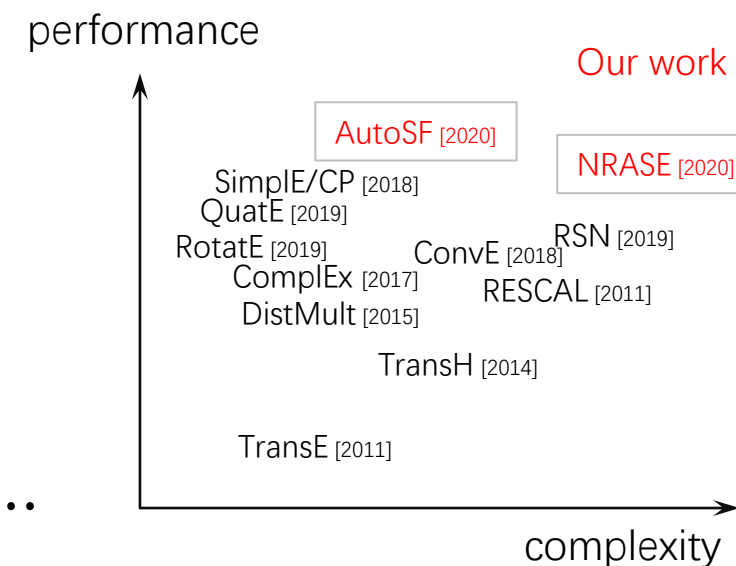 performance
Our work
AutoSF [2020]
NRASE [2020]
SimplE/CP [2018]
QuatE [2019]
RSN [2019]
RotatE [2019]
ConvE [2018]
ComplEx [2017]
RESCAL [2011]
DistMult [2015]
TransH [2014]
TransE [2011]
..
complexity